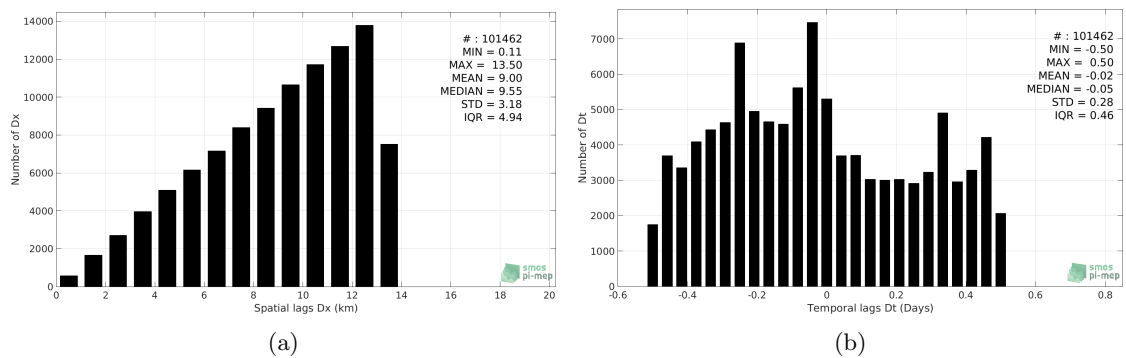 14000
12000
10000
8000
6000
4000
2000
0
Number of Dx
0 2 4 6 8 10 12 14 16 18 20
Spatial lags Dx (km)
# : 101462
MIN = 0.11
MAX = 13.50
MEAN = 9.00
MEDIAN = 9.55
STD = 3.18
IQR = 4.94
smos
pi-mep
(a)
7000
6000
5000
4000
3000
2000
1000
0
Number of Dt
-0.6 -0.4 -0.2 0 0.2 0.4 0.6 0.8
Temporal lags Dt (Days)
# : 101462
MIN = -0.50
MAX = 0.50
MEAN = -0.02
MEDIAN = -0.05
STD = 0.28
IQR = 0.46
smos
pi-mep
(b)